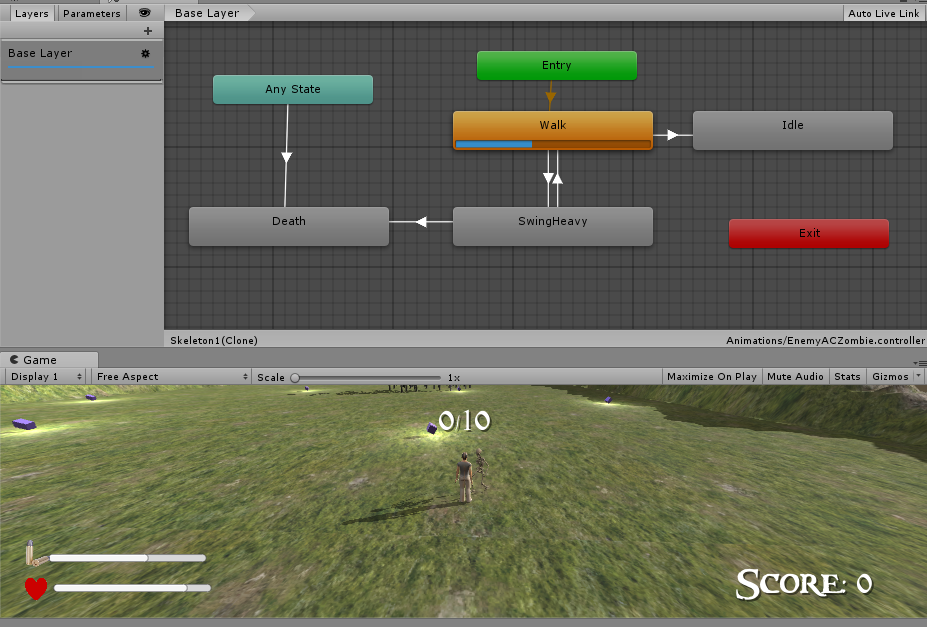 Layers Parameters Base Layer Auto Live Link
+
Base Layer
Entry
Any State
Walk
Idle
Death
SwingHeavy
Exit
Skeleton1(Clone) Animations/EnemyACZombie.controller
Game
Display 1 Free Aspect Scale 1x Maximize On Play Mute Audio Stats Gizmos
0/10
Score: 0